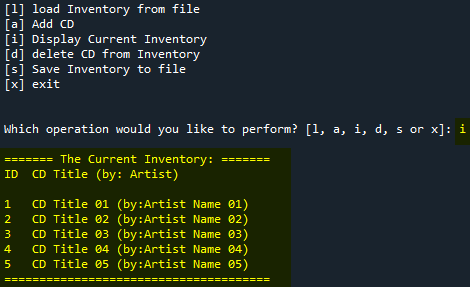 [l] load Inventory from file
[a] Add CD
[i] Display Current Inventory
[d] delete CD from Inventory
[s] Save Inventory to file
[x] exit
Which operation would you like to perform? [l, a, i, d, s or x]: i
======= The Current Inventory: =======
ID  CD Title (by: Artist)
1   CD Title 01 (by:Artist Name 01)
2   CD Title 02 (by:Artist Name 02)
3   CD Title 03 (by:Artist Name 03)
4   CD Title 04 (by:Artist Name 04)
5   CD Title 05 (by:Artist Name 05)
======================================